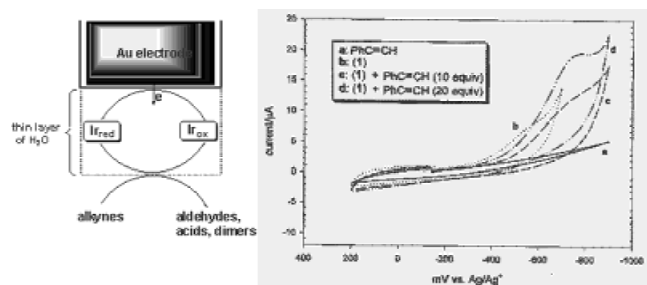 Au electrode
e
thin layer
of H₂O
Ir_red
Ir_ox
alkynes
aldehydes,
acids, dimers
a: PhC≡CH
b: (1)
c: (1) + PhC≡CH (10 equiv)
d: (1) + PhC≡CH (20 equiv)
current/μA
25
20
15
10
5
0
-5
-10
-12
b
d
c
a
400
200
0
-200
-400
-600
-800
-1000
mV vs. Ag/Ag⁺